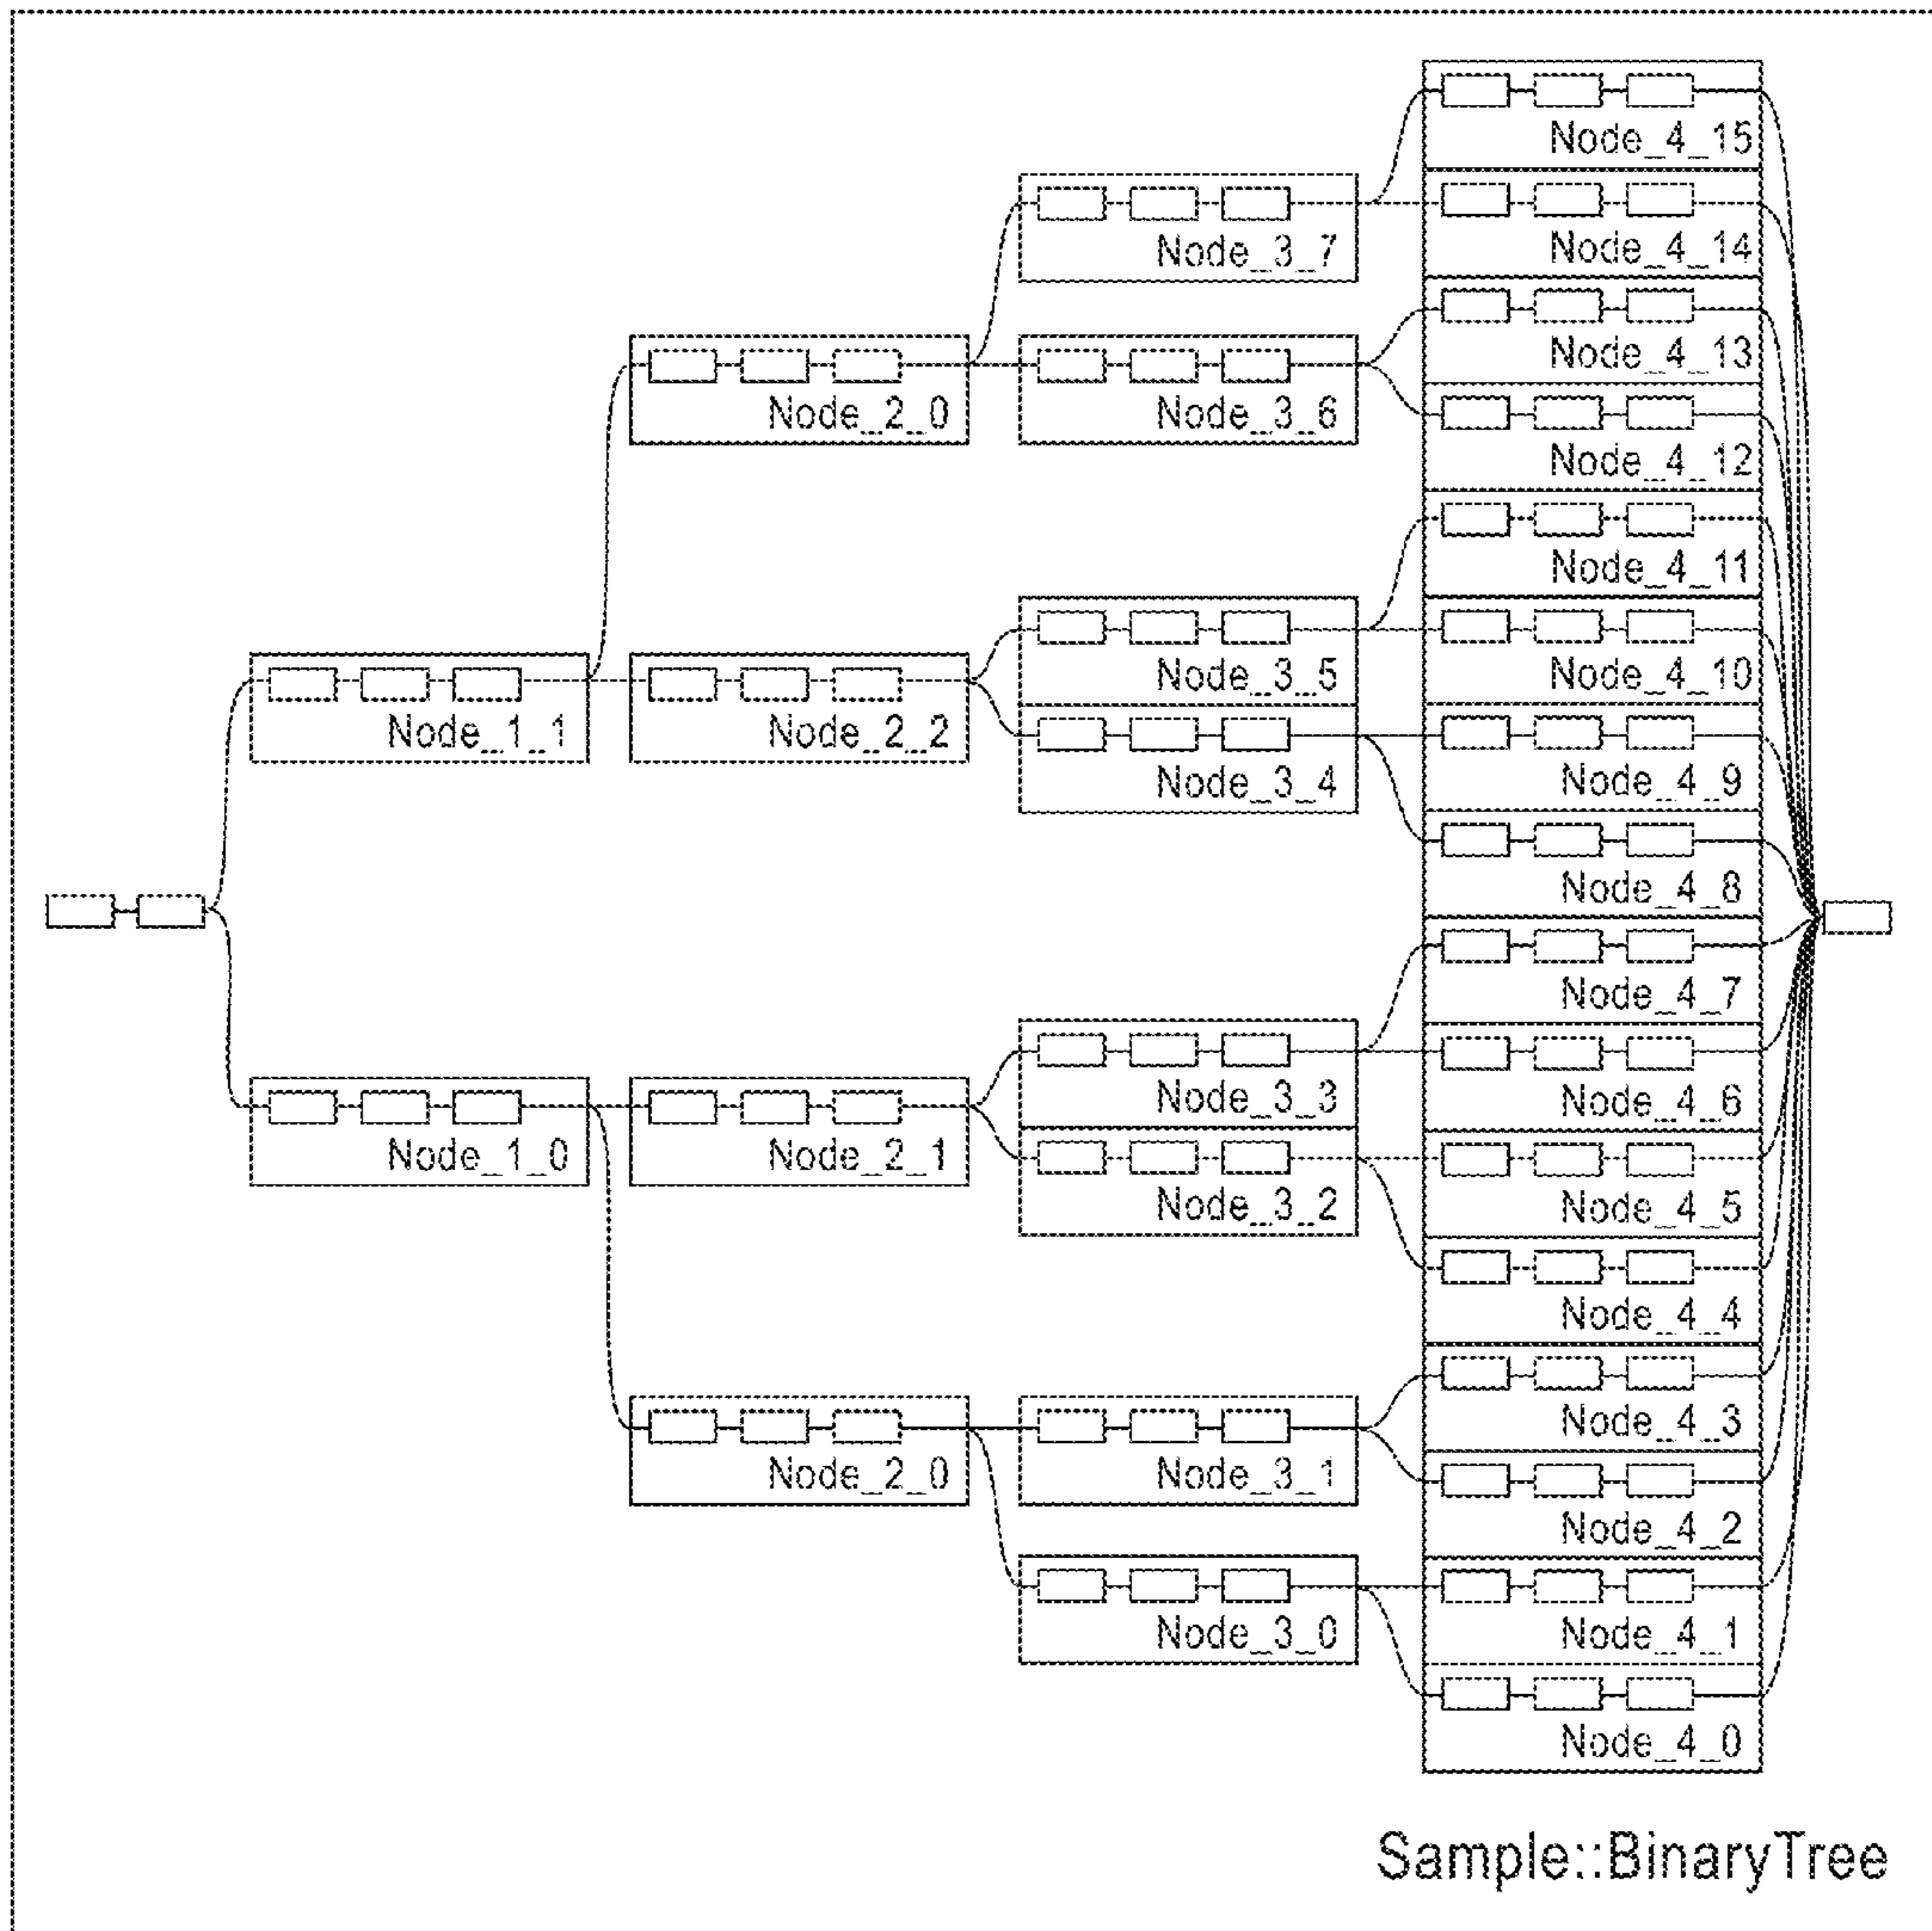 Node_4_15
Node_4_14
Node_3_7
Node_4_13
Node_2_0
Node_3_6
Node_4_12
Node_4_11
Node_3_5
Node_4_10
Node_1_1
Node_2_2
Node_3_4
Node_4_9
Node_4_8
Node_4_7
Node_3_3
Node_4_6
Node_1_0
Node_2_1
Node_3_2
Node_4_5
Node_4_4
Node_4_3
Node_2_0
Node_3_1
Node_4_2
Node_3_0
Node_4_1
Node_4_0
Sample::BinaryTree